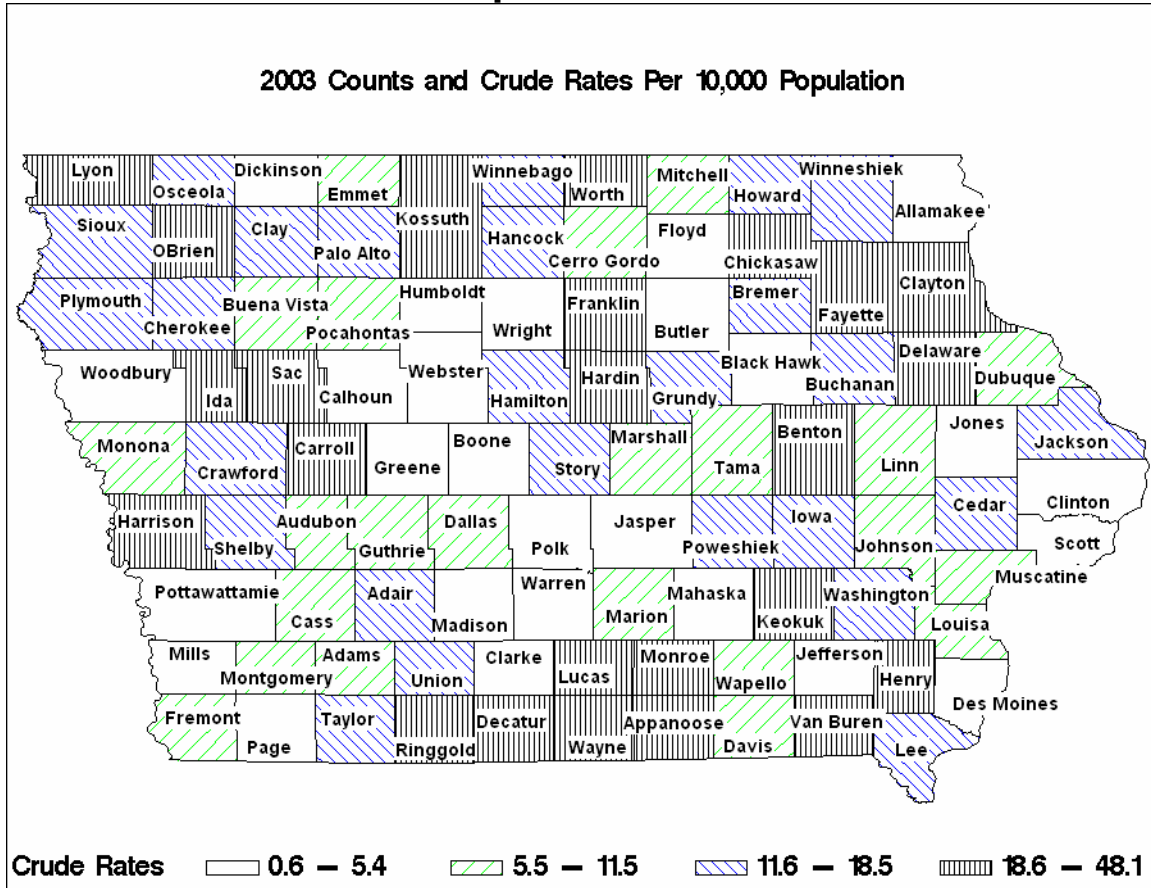 2003 Counts and Crude Rates Per 10,000 Population
Lyon
Osceola
Dickinson
Emmet
Kossuth
Winnebago
Worth
Mitchell
Howard
Winneshiek
Allamakee
Sioux
OBrien
Clay
Palo Alto
Hancock
Cerro Gordo
Floyd
Chickasaw
Fayette
Clayton
Plymouth
Cherokee
Buena Vista
Pocahontas
Humboldt
Wright
Franklin
Butler
Bremer
Woodbury
Ida
Sac
Calhoun
Webster
Hamilton
Hardin
Grundy
Black Hawk
Buchanan
Delaware
Dubuque
Monona
Crawford
Carroll
Greene
Boone
Story
Marshall
Tama
Benton
Linn
Jones
Jackson
Harrison
Shelby
Audubon
Guthrie
Dallas
Polk
Jasper
Poweshiek
Iowa
Johnson
Cedar
Clinton
Scott
Pottawattamie
Cass
Adair
Madison
Warren
Marion
Mahaska
Keokuk
Washington
Muscatine
Louisa
Mills
Montgomery
Adams
Union
Clarke
Lucas
Monroe
Wapello
Jefferson
Henry
Des Moines
Fremont
Page
Taylor
Ringgold
Decatur
Wayne
Appanoose
Davis
Van Buren
Lee
Crude Rates 0.6 – 5.4 5.5 – 11.5 11.6 – 18.5 18.6 – 48.1